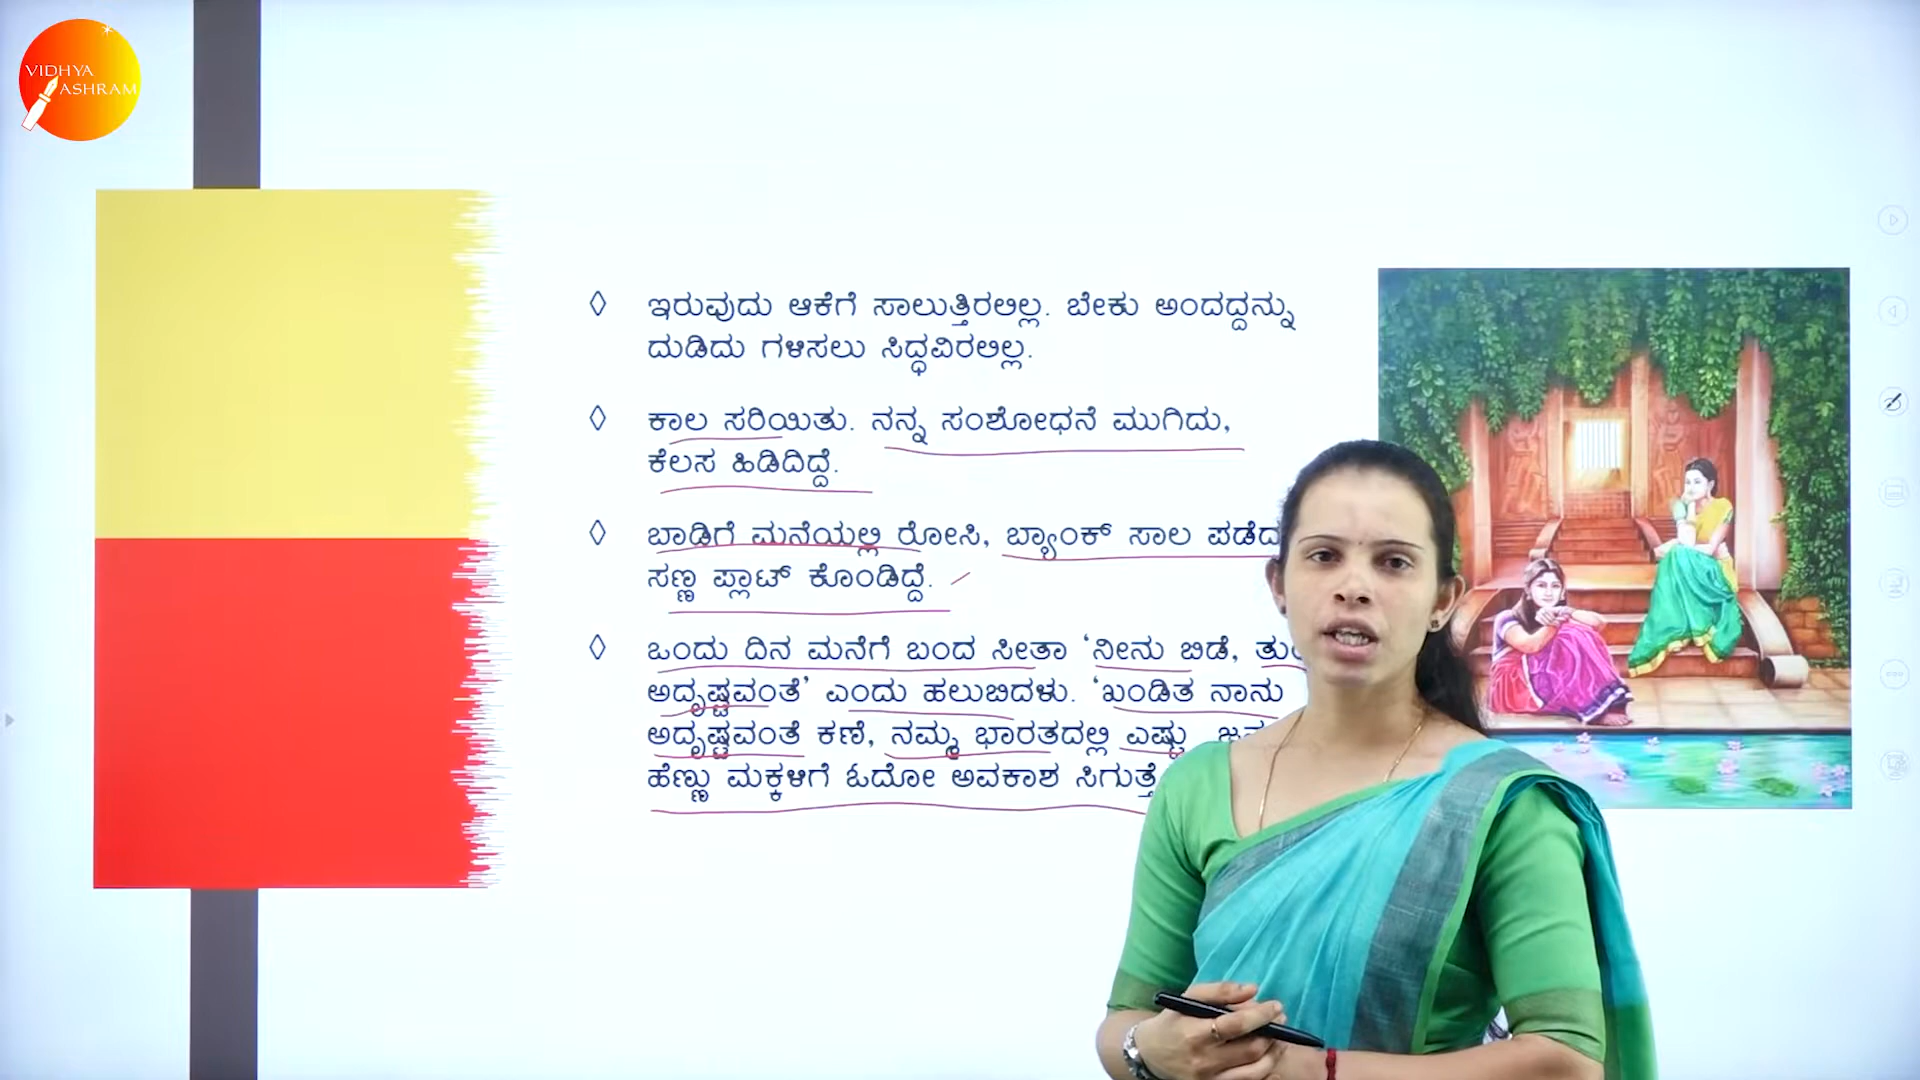 VIDHYA
ASHRAM
ಇರುವುದು ಆಕೆಗೆ ಸಾಲುತ್ತಿರಲಿಲ್ಲ. ಬೇಕು ಅಂದದ್ದನ್ನು
ದುಡಿದು ಗಳಿಸಲು ಸಿದ್ಧವಿರಲಿಲ್ಲ.
ಕಾಲ ಸರಿಯಿತು. ನನ್ನ ಸಂಶೋಧನೆ ಮುಗಿದು,
ಕೆಲಸ ಹಿಡಿದಿದ್ದೆ.
ಬಾಡಿಗೆ ಮನೆಯಲ್ಲಿ ರೋಸಿ, ಬ್ಯಾಂಕ್ ಸಾಲ ಪಡೆದ
ಸಣ್ಣ ಪ್ಲಾಟ್ ಕೊಂಡಿದ್ದೆ.
ಒಂದು ದಿನ ಮನೆಗೆ ಬಂದ ಸೀತಾ ‘ನೀನು ಬಿಡೆ,
ಅದೃಷ್ಟವಂತೆ’ ಎಂದು ಹಲುಬಿದಳು. ‘ಖಂಡಿತ ನಾನು
ಅದೃಷ್ಟವಂತೆ ಕಣೆ, ನಮ್ಮ ಭಾರತದಲ್ಲಿ ಎಷ್ಟು
ಹೆಣ್ಣು ಮಕ್ಕಳಿಗೆ ಓದೋ ಅವಕಾಶ ಸಿಗುತ್ತೆ